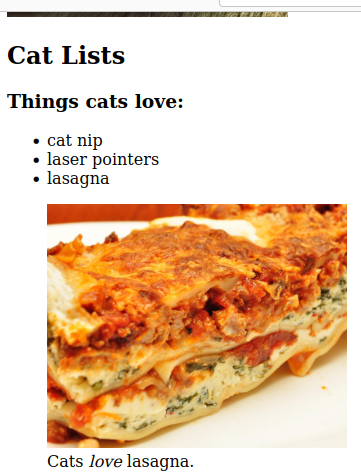 Cat Lists
Things cats love:
cat nip
laser pointers
lasagna
Cats love lasagna.